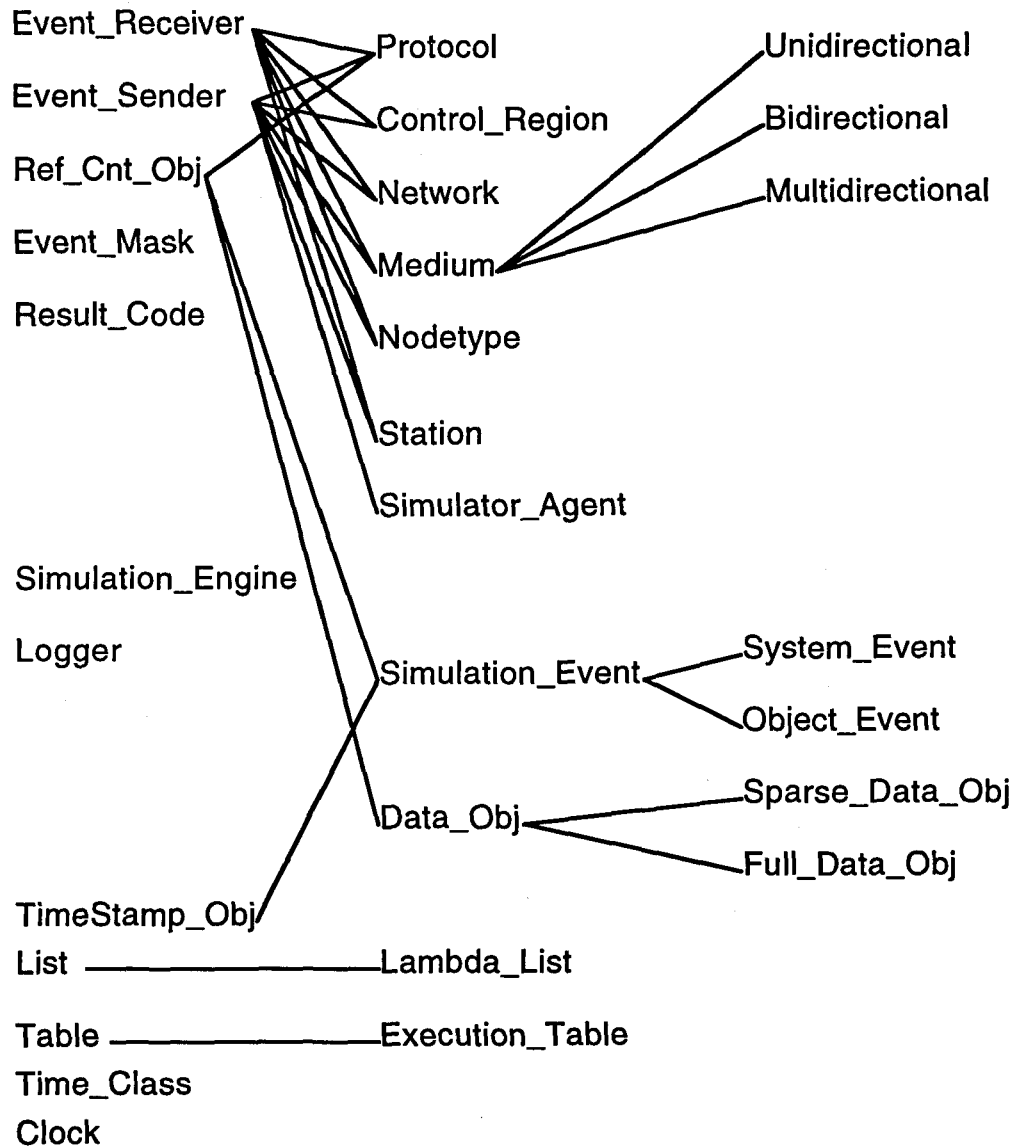 Event_Receiver
Event_Sender
Ref_Cnt_Obj
Event_Mask
Result_Code
Simulation_Engine
Logger
TimeStamp_Obj
List
Table
Time_Class
Clock
Protocol
Control_Region
Network
Medium
Nodetype
Station
Simulator_Agent
Simulation_Event
Data_Obj
Lambda_List
Execution_Table
Unidirectional
Bidirectional
Multidirectional
System_Event
Object_Event
Sparse_Data_Obj
Full_Data_Obj